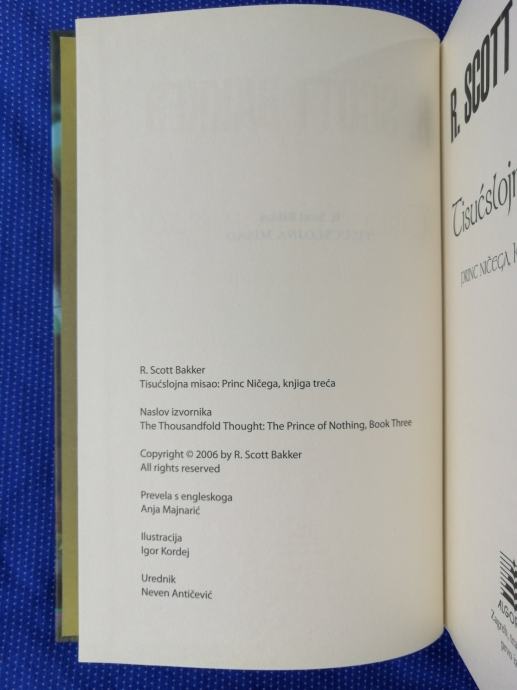 R. Scott Bakker
Tisućslojna misao: Princ Ničega, knjiga treća
Naslov izvornika
The Thousandfold Thought: The Prince of Nothing, Book Three
Copyright © 2006 by R. Scott Bakker
All rights reserved
Prevela s engleskoga
Anja Majnarić
Ilustracija
Igor Kordej
Urednik
Neven Antičević
R. SCOTT
PRINC NIČEGA,